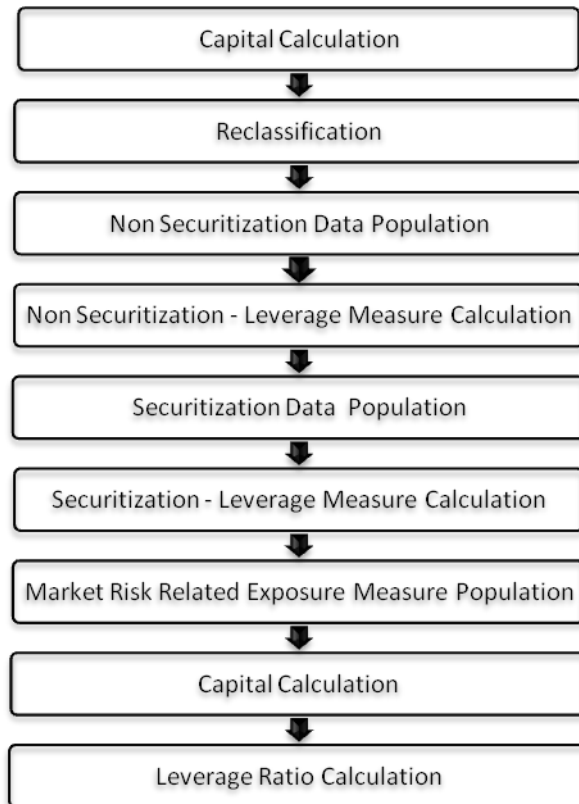 Capital Calculation
Reclassification
Non Securitization Data Population
Non Securitization - Leverage Measure Calculation
Securitization Data Population
Securitization - Leverage Measure Calculation
Market Risk Related Exposure Measure Population
Capital Calculation
Leverage Ratio Calculation